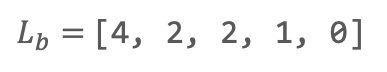 L_b = [4, 2, 2, 1, 0]